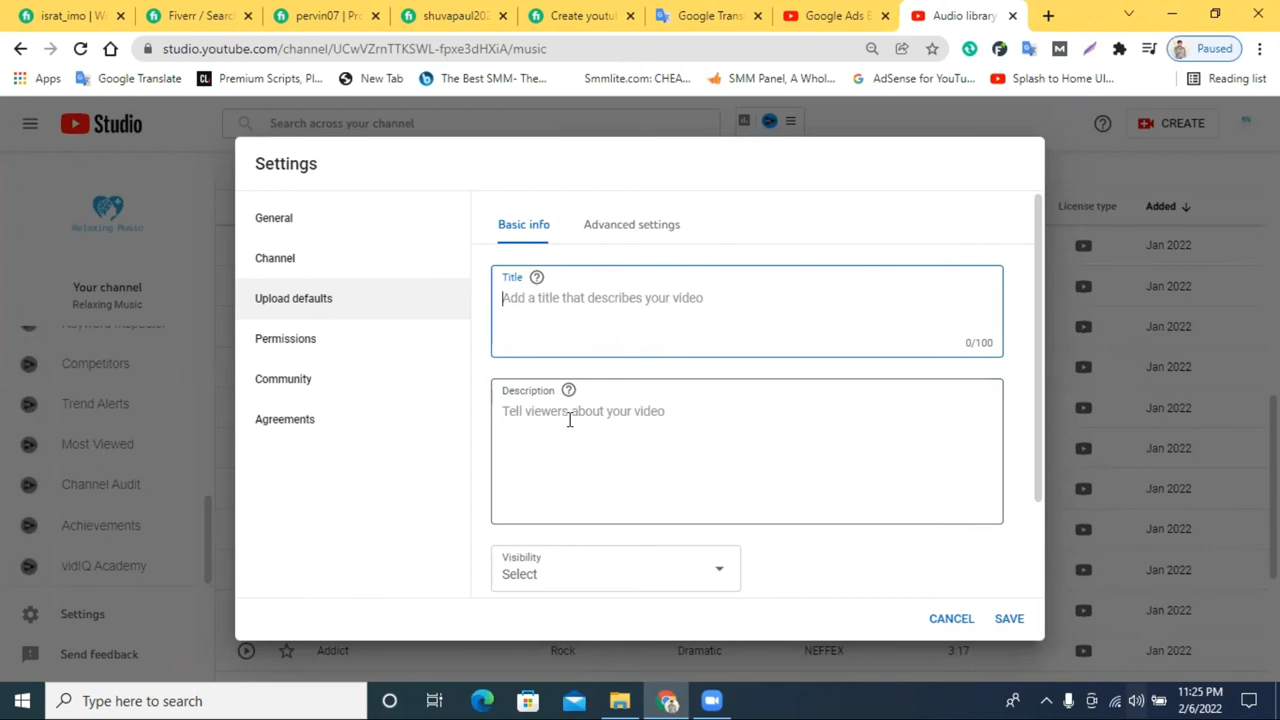 israt_imo | Wo
Fiverr / Searc
pervin07 | Pro
shuvapaul202
Create youtu
Google Trans
Google Ads E
Audio library
studio.youtube.com/channel/UCwVZrnTTKSWL-fpxe3dHXiA/music
Paused
Apps
Google Translate
Premium Scripts, Pl...
New Tab
The Best SMM- The...
Smmlite.com: CHEA...
SMM Panel, A Whol...
AdSense for YouTu...
Splash to Home UI...
Reading list
Studio
Search across your channel
CREATE
Settings
Relaxing Music
Your channel
Relaxing Music
Competitors
Trend Alerts
Most Viewed
Channel Audit
Achievements
vidIQ Academy
Settings
Send feedback
General
Channel
Upload defaults
Permissions
Community
Agreements
Basic info
Advanced settings
Title
Add a title that describes your video
0/100
Description
Tell viewers about your video
Visibility
Select
CANCEL
SAVE
License type
Added
Jan 2022
Jan 2022
Jan 2022
Jan 2022
Jan 2022
Jan 2022
Jan 2022
Jan 2022
Jan 2022
Jan 2022
Addict
Rock
Dramatic
NEFFEX
3:17
Jan 2022
Type here to search
11:25 PM
2/6/2022